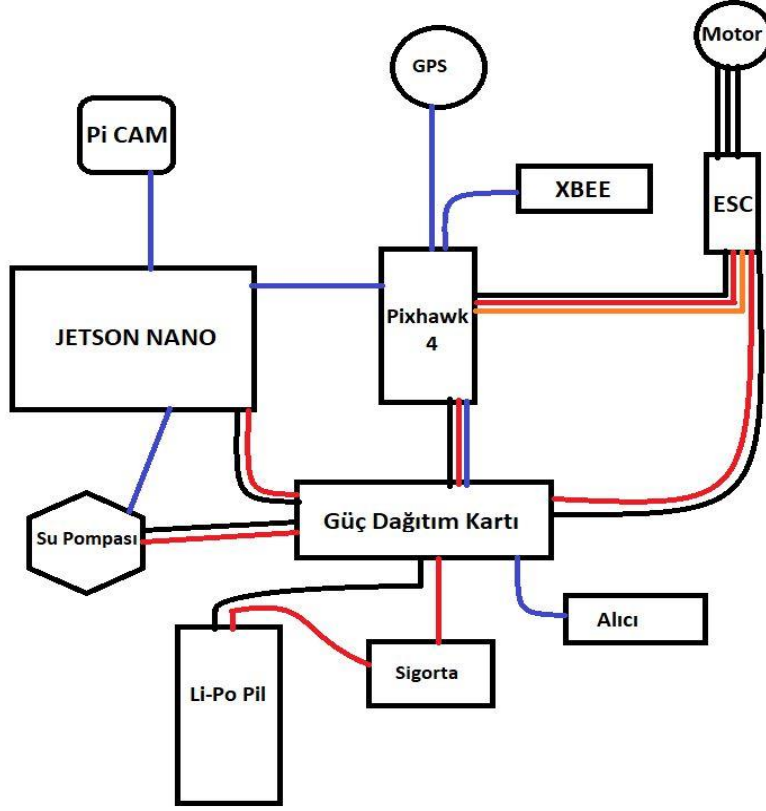 Motor
GPS
Pi CAM
XBEE
ESC
JETSON NANO
Pixhawk
4
Güç Dağıtım Kartı
Su Pompası
Alıcı
Sigorta
Li-Po Pil